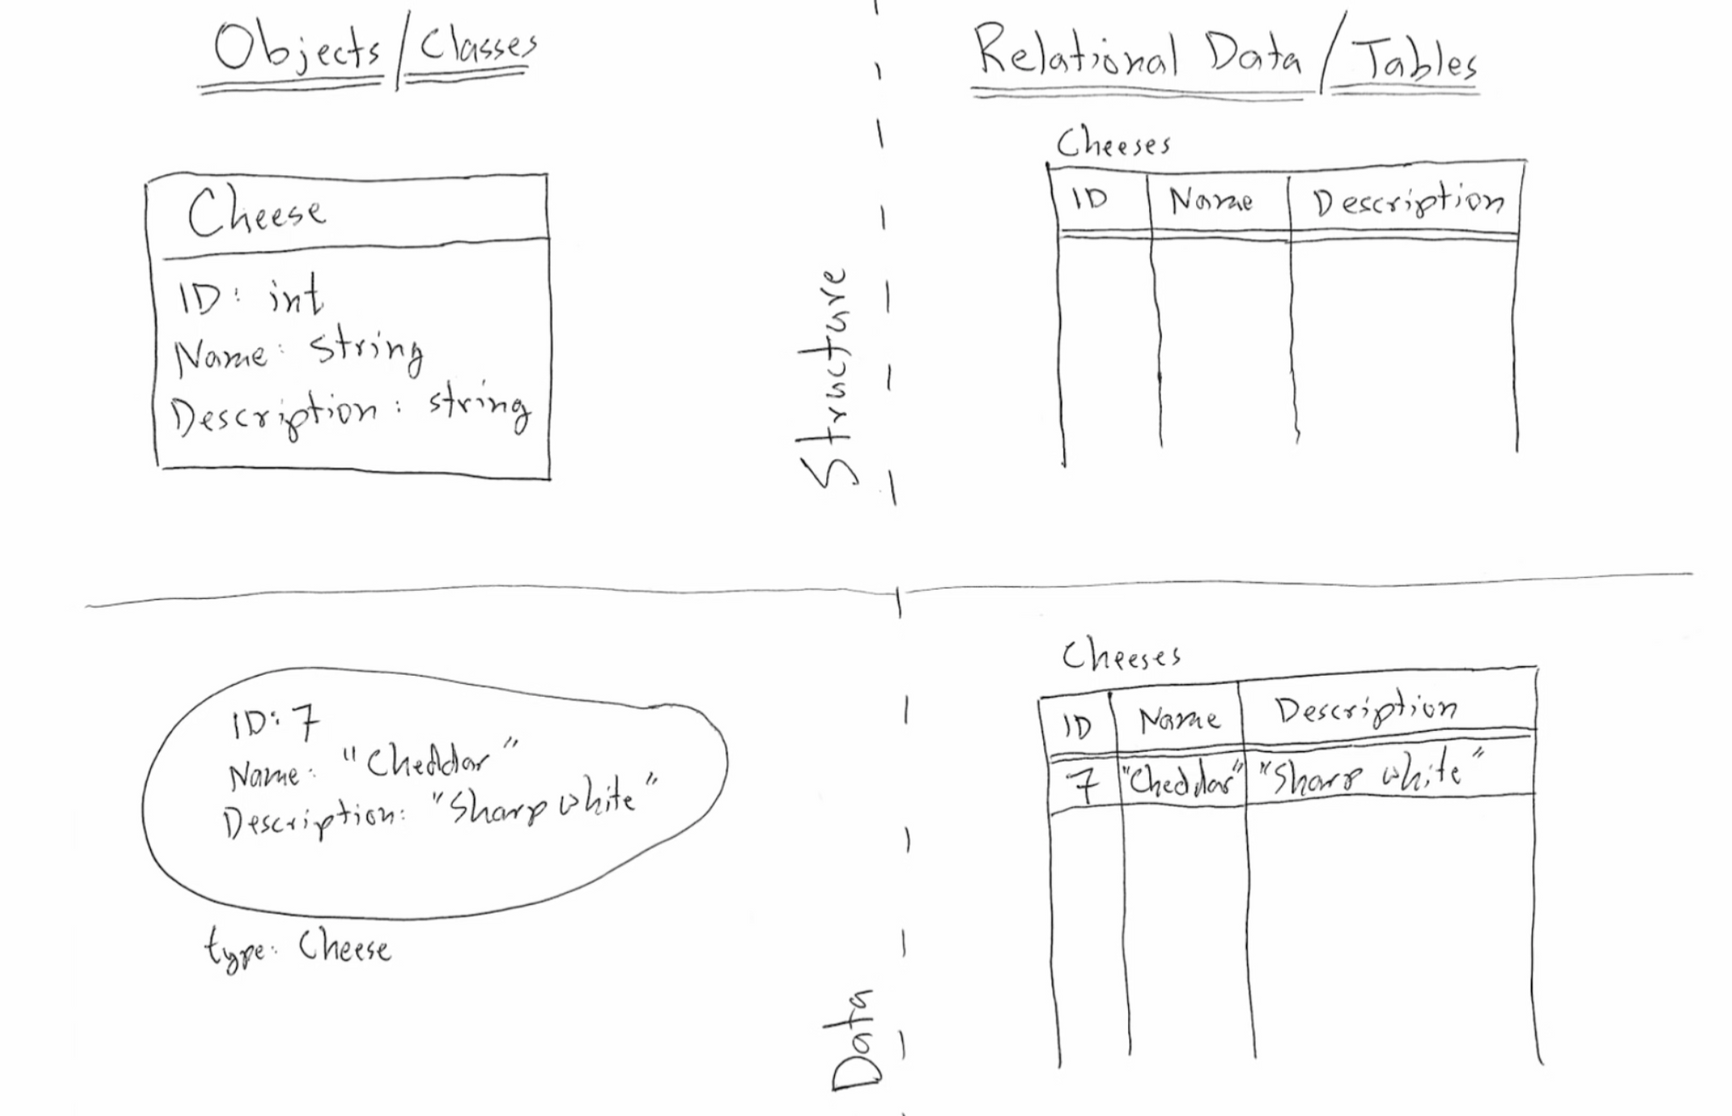 Objects/Classes
Relational Data/Tables
Cheese
ID: int
Name: string
Description: string
Structure
Cheeses
ID Name Description
ID: 7
Name: "Cheddar"
Description: "Sharp white"
type: Cheese
Data
Cheeses
ID Name Description
7 "Cheddar" "Sharp white"